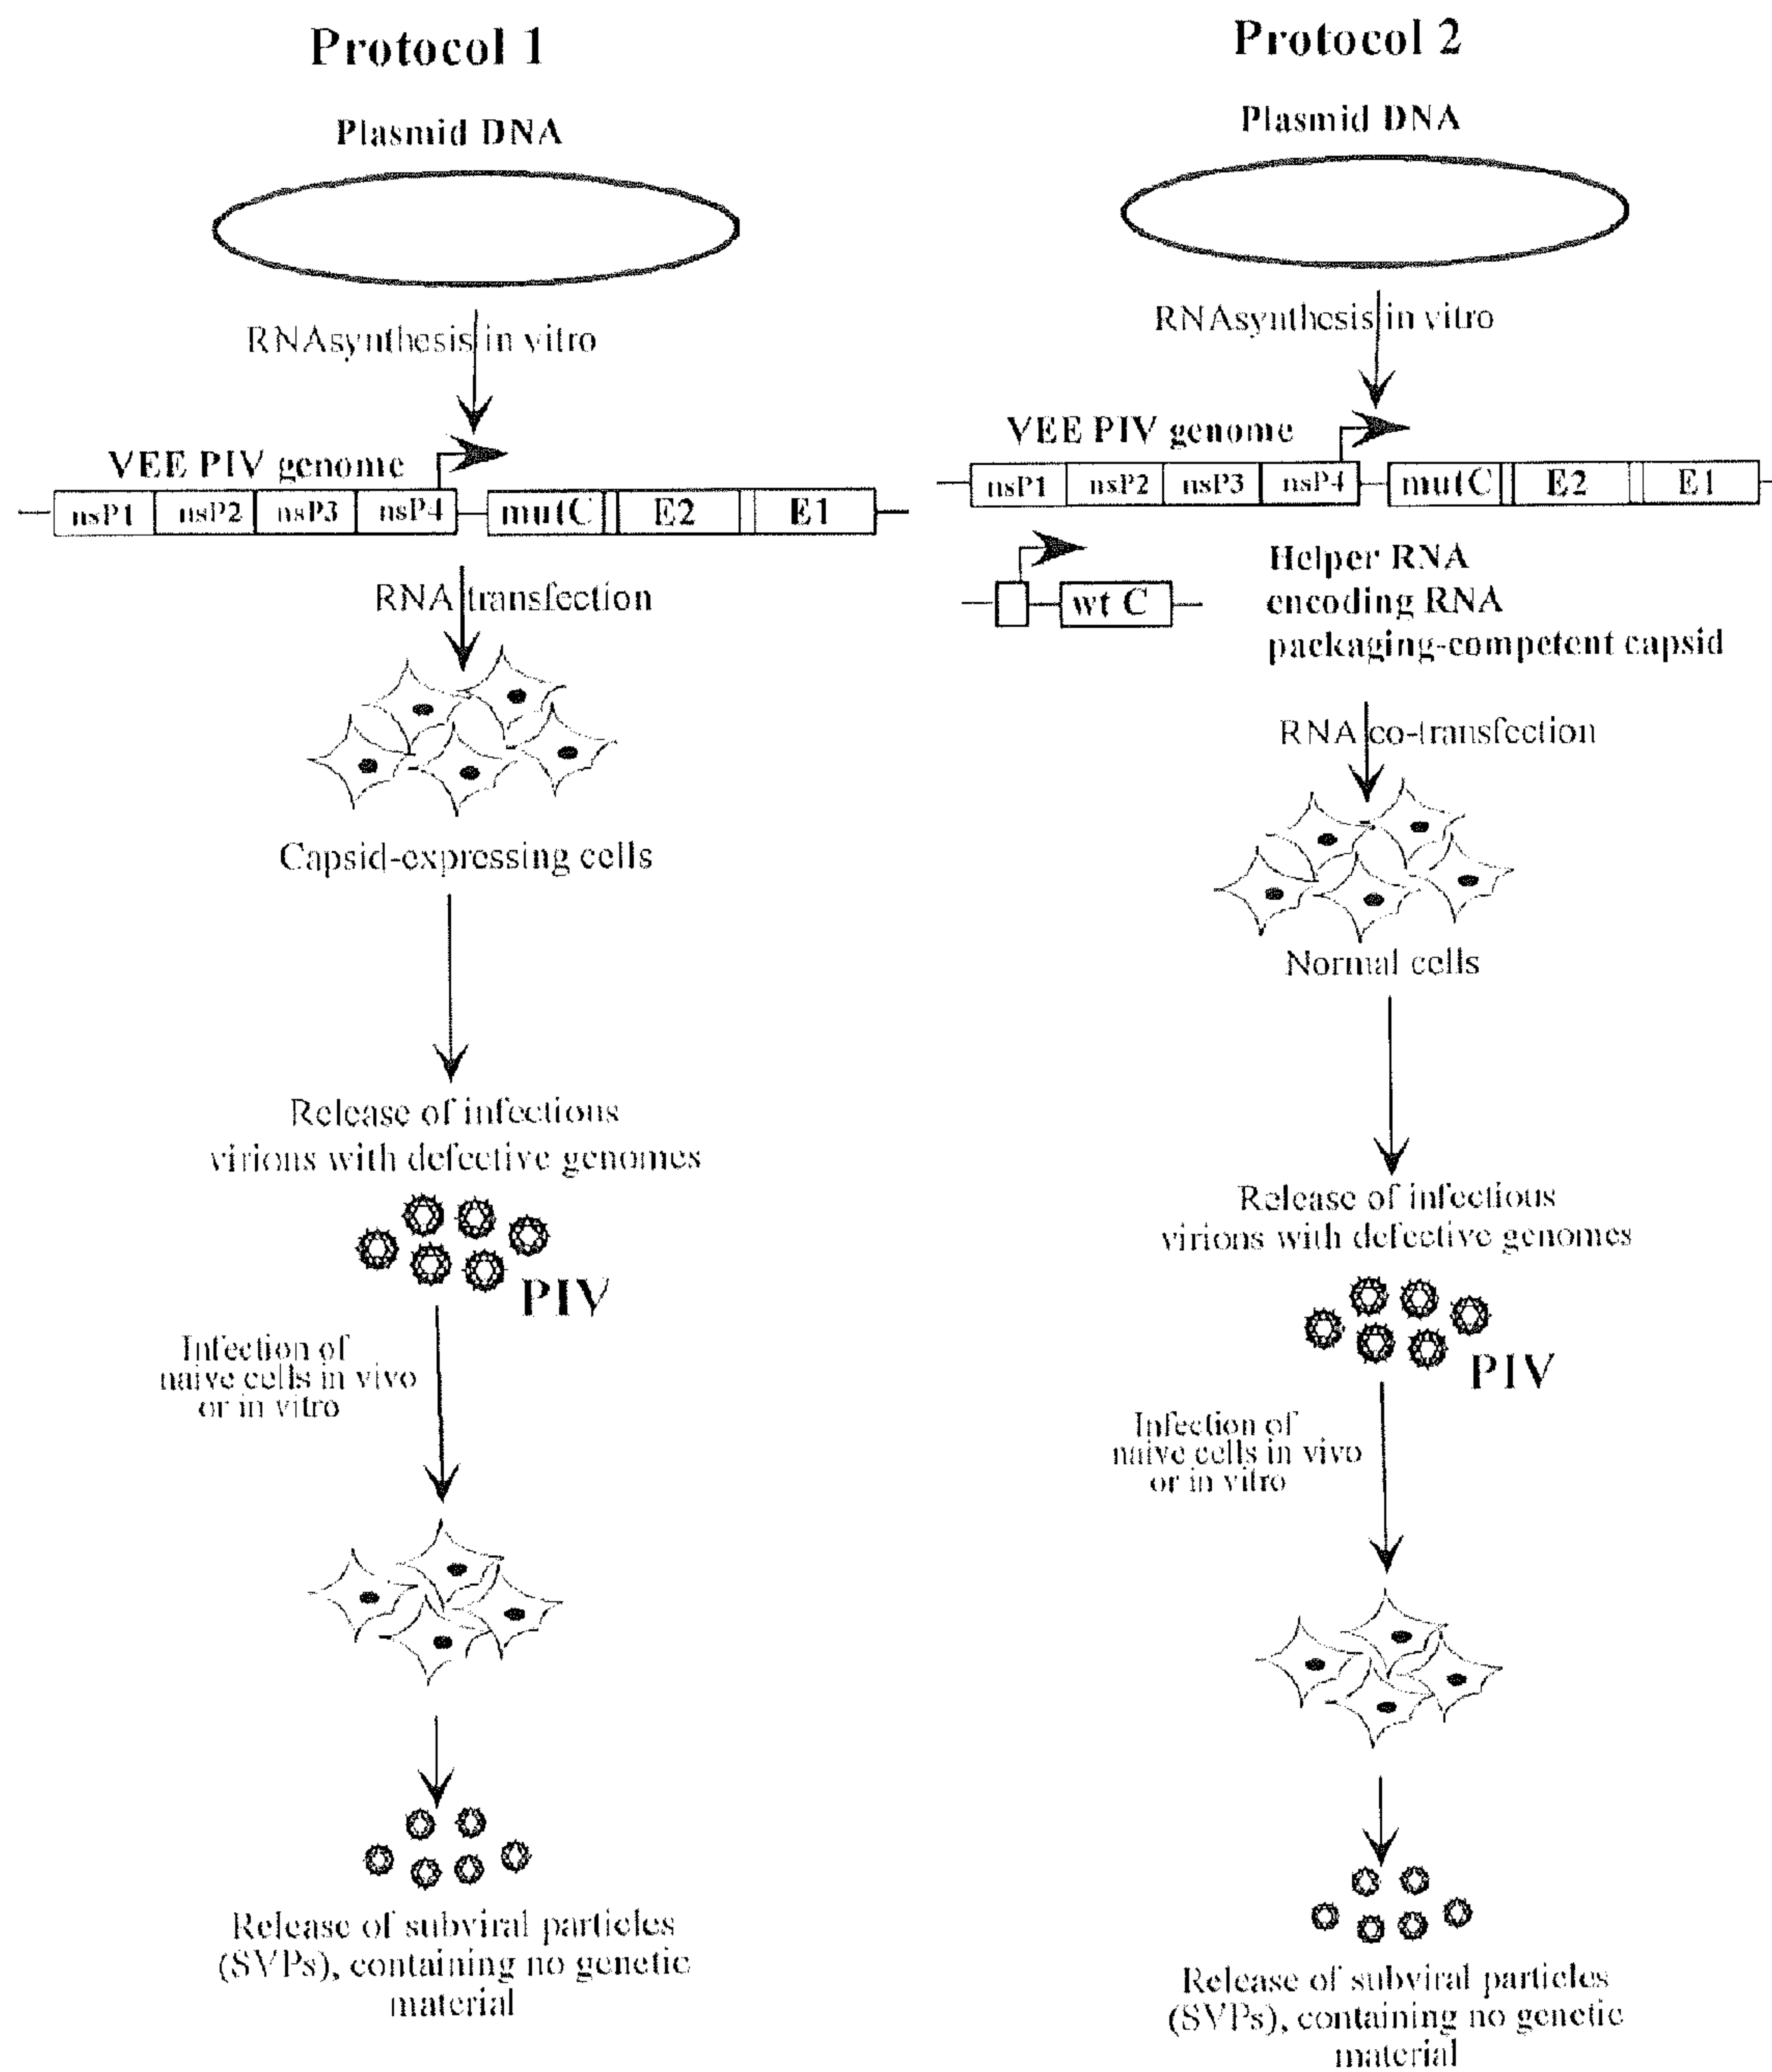 Protocol 1
Plasmid DNA
RNAsynthesis in vitro
VEE PIV genome
nsP1 nsP2 nsP3 nsP4 mutC E2 E1
RNA transfection
Capsid-expressing cells
Release of infectious
virions with defective genomes
PIV
Infection of
naive cells in vivo
or in vitro
Release of subviral particles
(SVPs), containing no genetic
material
Protocol 2
Plasmid DNA
RNAsynthesis in vitro
VEE PIV genome
nsP1 nsP2 nsP3 nsP4 mutC E2 E1
wt C
Helper RNA
encoding RNA
packaging-competent capsid
RNA co-transfection
Normal cells
Release of infectious
virions with defective genomes
PIV
Infection of
naive cells in vivo
or in vitro
Release of subviral particles
(SVPs), containing no genetic
material